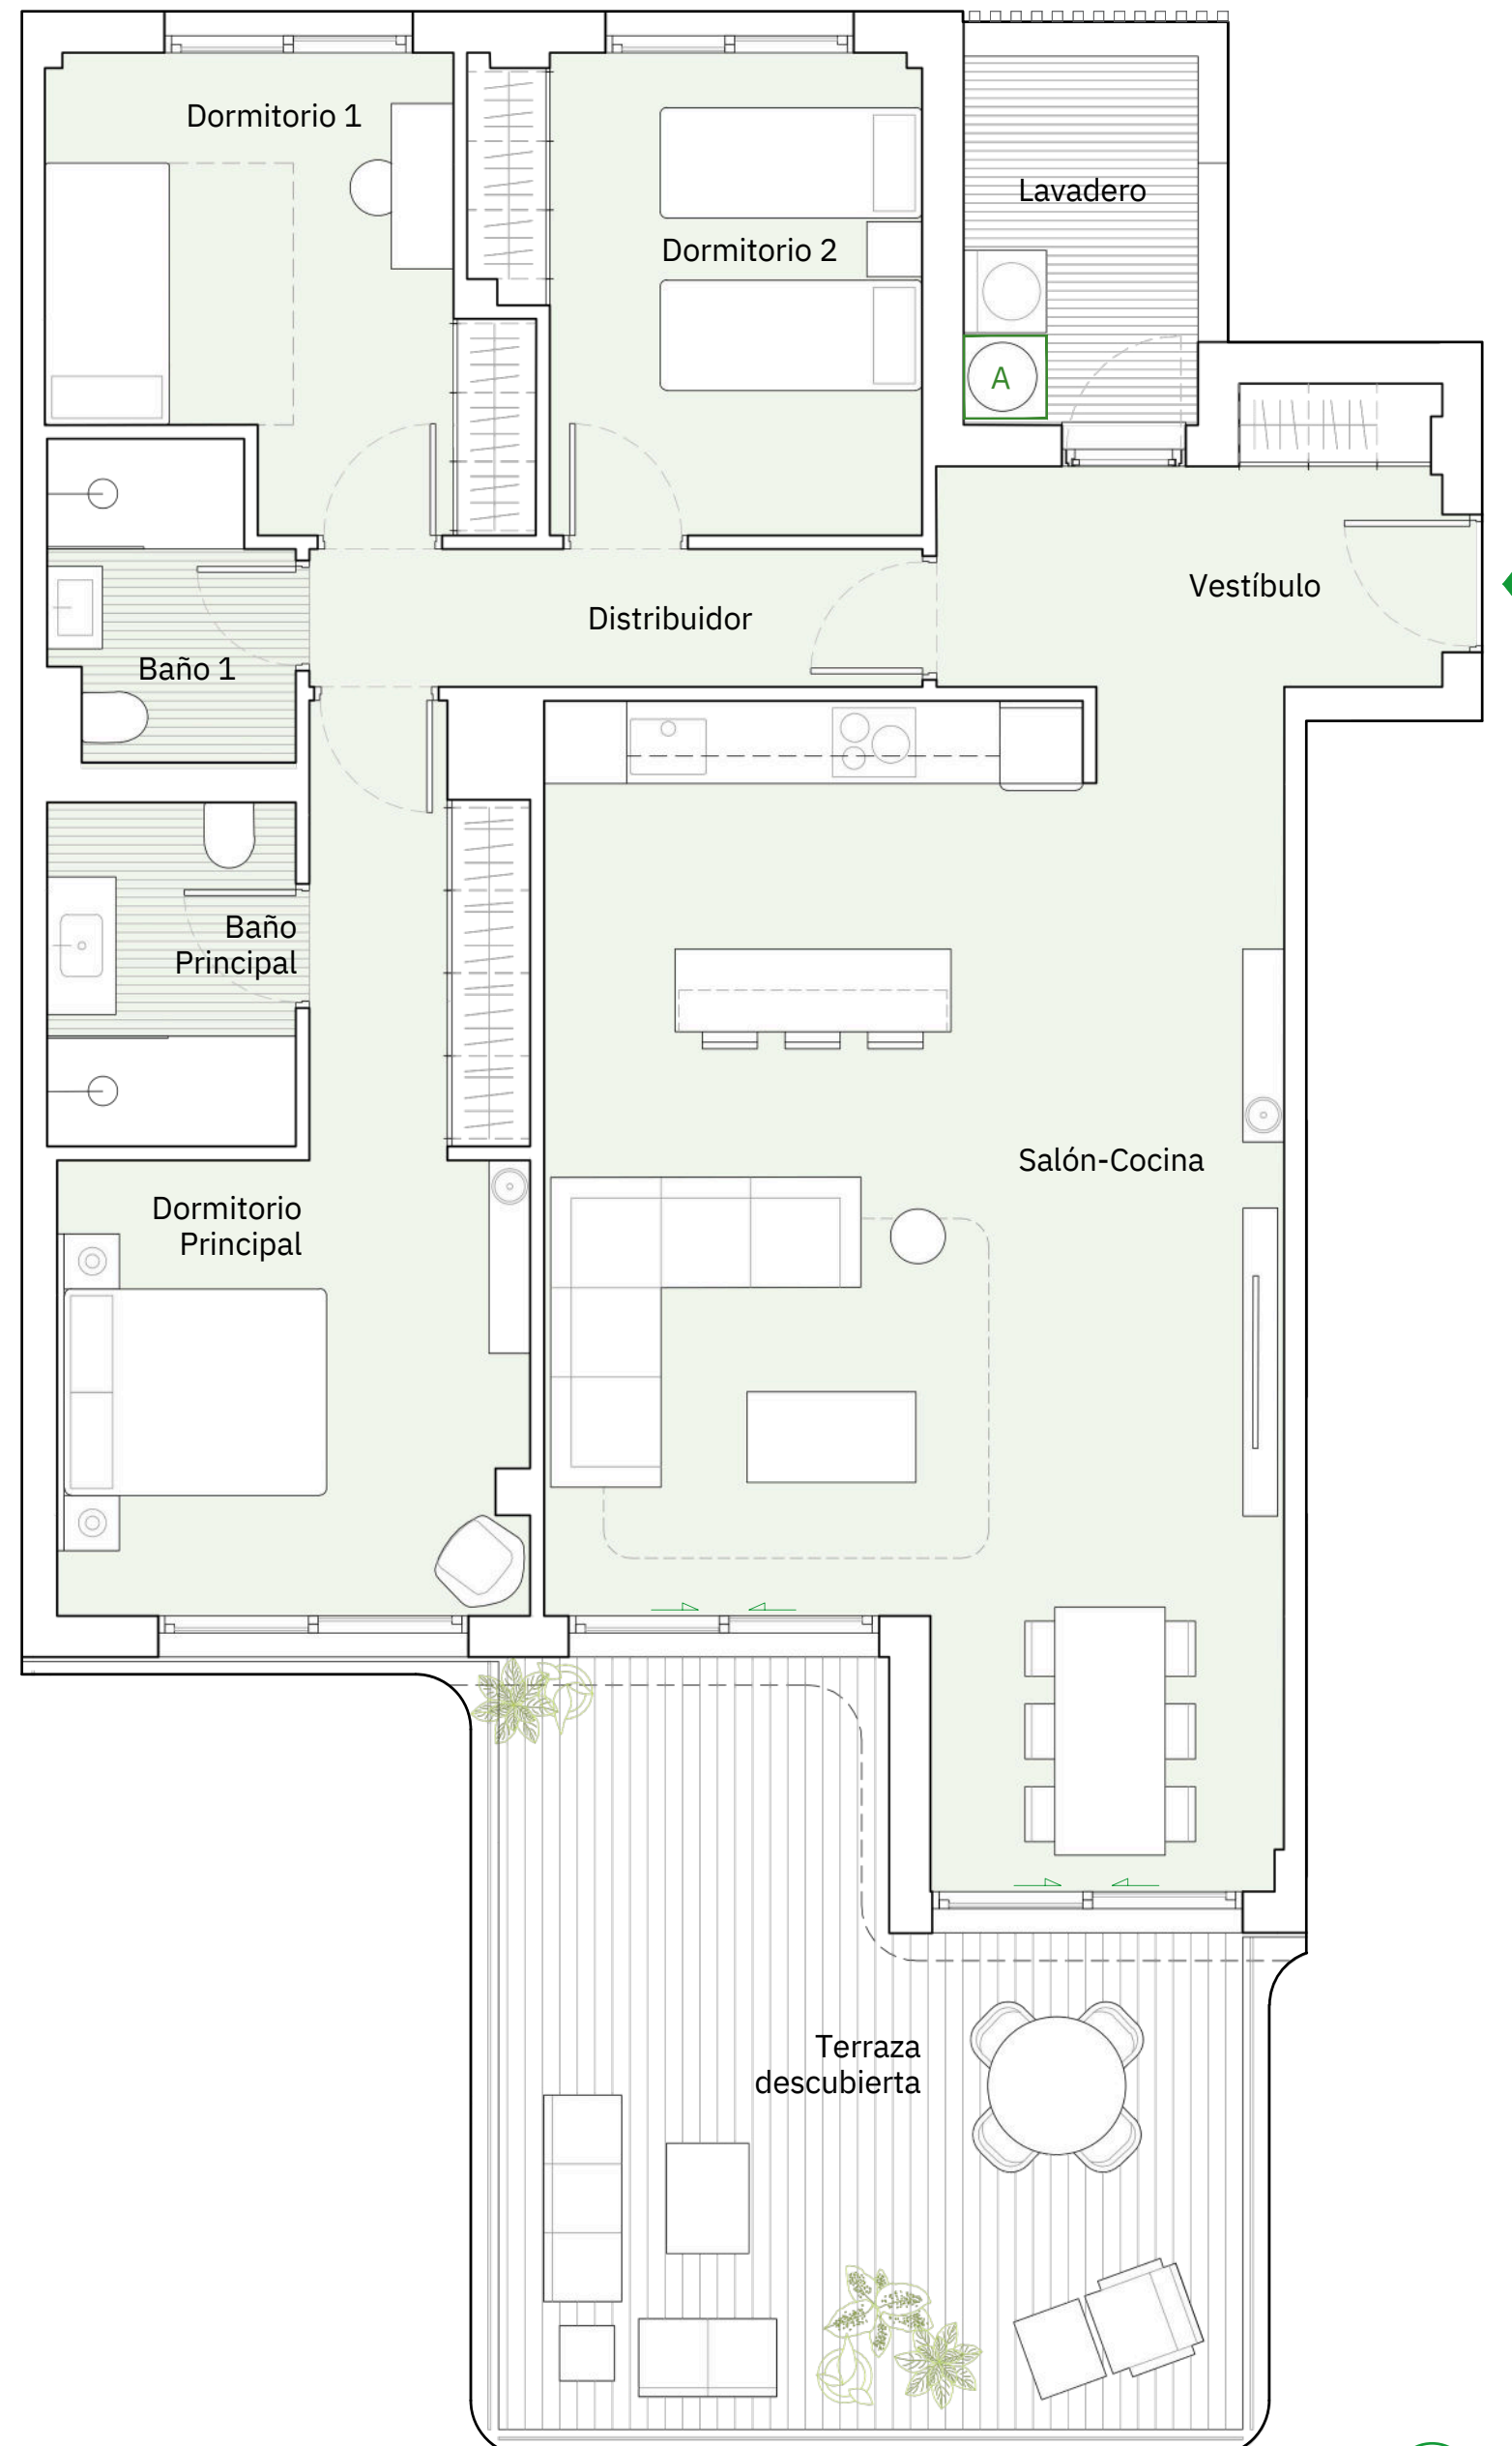 Dormitorio 1
Lavadero
Dormitorio 2
A
Vestíbulo
Distribuidor
Baño 1
Baño
Principal
Salón-Cocina
Dormitorio
Principal
Terraza
descubierta